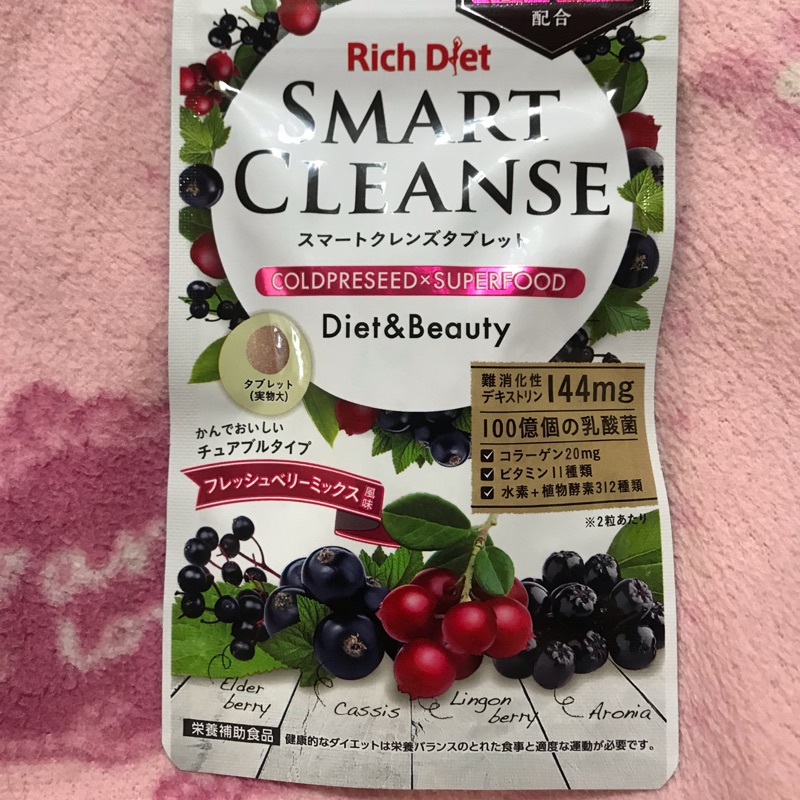 配合
Rich Diet
SMART
CLEANSE
スマートクレンズタブレット
COLDPRESEED×SUPERFOOD
Diet&Beauty
タブレット
(実物大)
難消化性
デキストリン 144mg
100億個の乳酸菌
コラーゲン20mg
ビタミン11種類
水素+植物酵素312種類
※2粒あたり
かんでおいしい
チュアブルタイプ
フレッシュベリーミックス風味
Elder
berry
Cassis
Lingon
berry
Aronia
栄養補助食品 健康的なダイエットは栄養バランスのとれた食事と適度な運動が必要です。